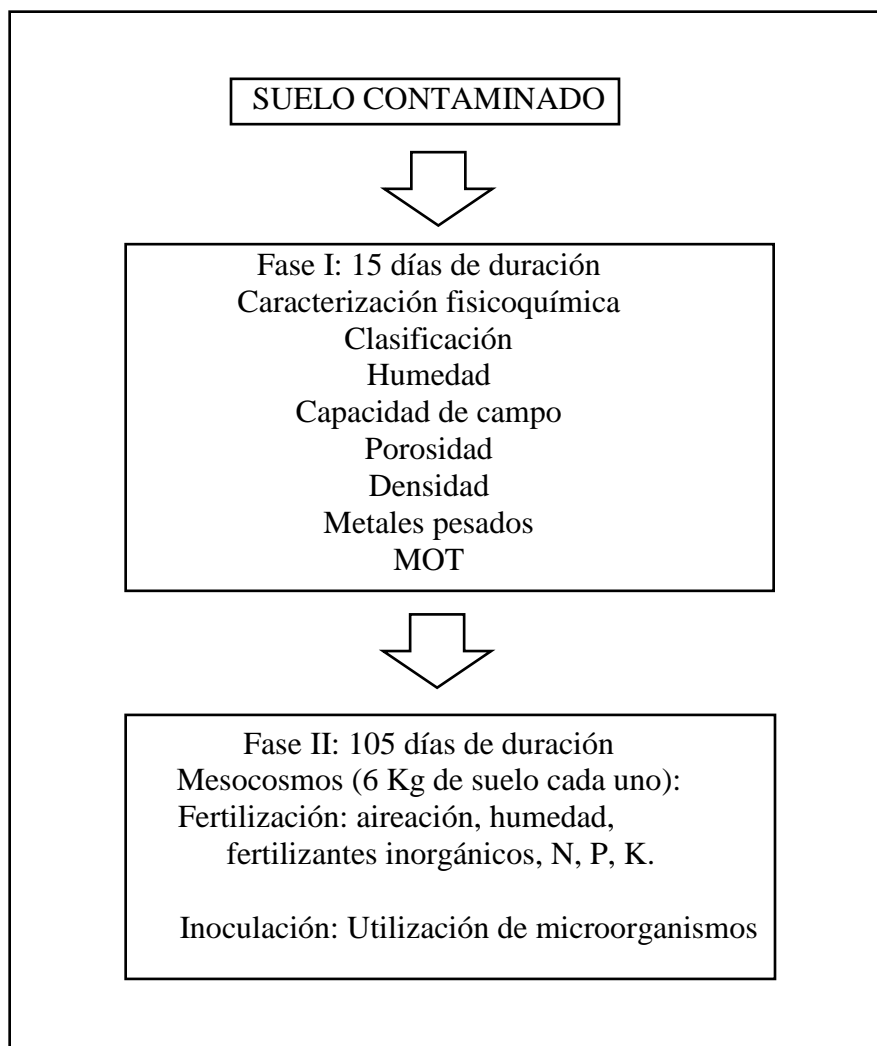 SUELO CONTAMINADO
Fase I: 15 días de duración
Caracterización fisicoquímica
Clasificación
Humedad
Capacidad de campo
Porosidad
Densidad
Metales pesados
MOT
Fase II: 105 días de duración
Mesocosmos (6 Kg de suelo cada uno):
Fertilización: aireación, humedad,
fertilizantes inorgánicos, N, P, K.
Inoculación: Utilización de microorganismos